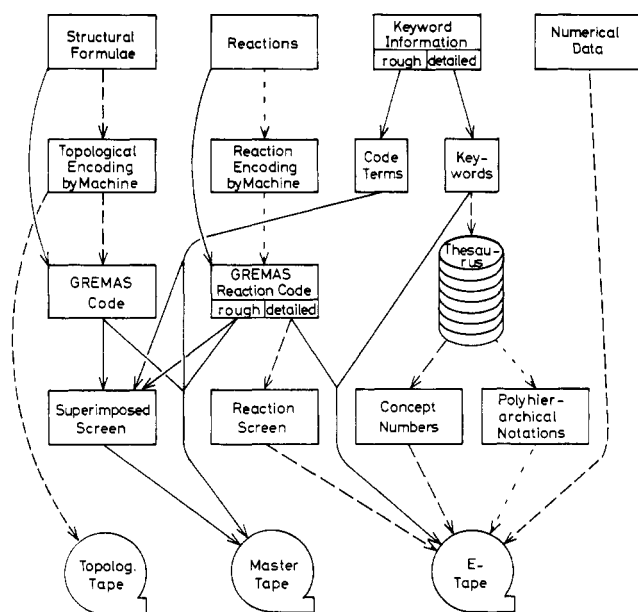 Structural
Formulae
Reactions
Keyword
Information
rough detailed
Numerical
Data
Topological
Encoding
by Machine
Reaction
Encoding
by Machine
Code
Terms
Key-
words
GREMAS
Code
GREMAS
Reaction Code
rough detailed
Thesau-
rus
Superimposed
Screen
Reaction
Screen
Concept
Numbers
Polyhier-
archical
Notations
Topolog.
Tape
Master
Tape
E-
Tape